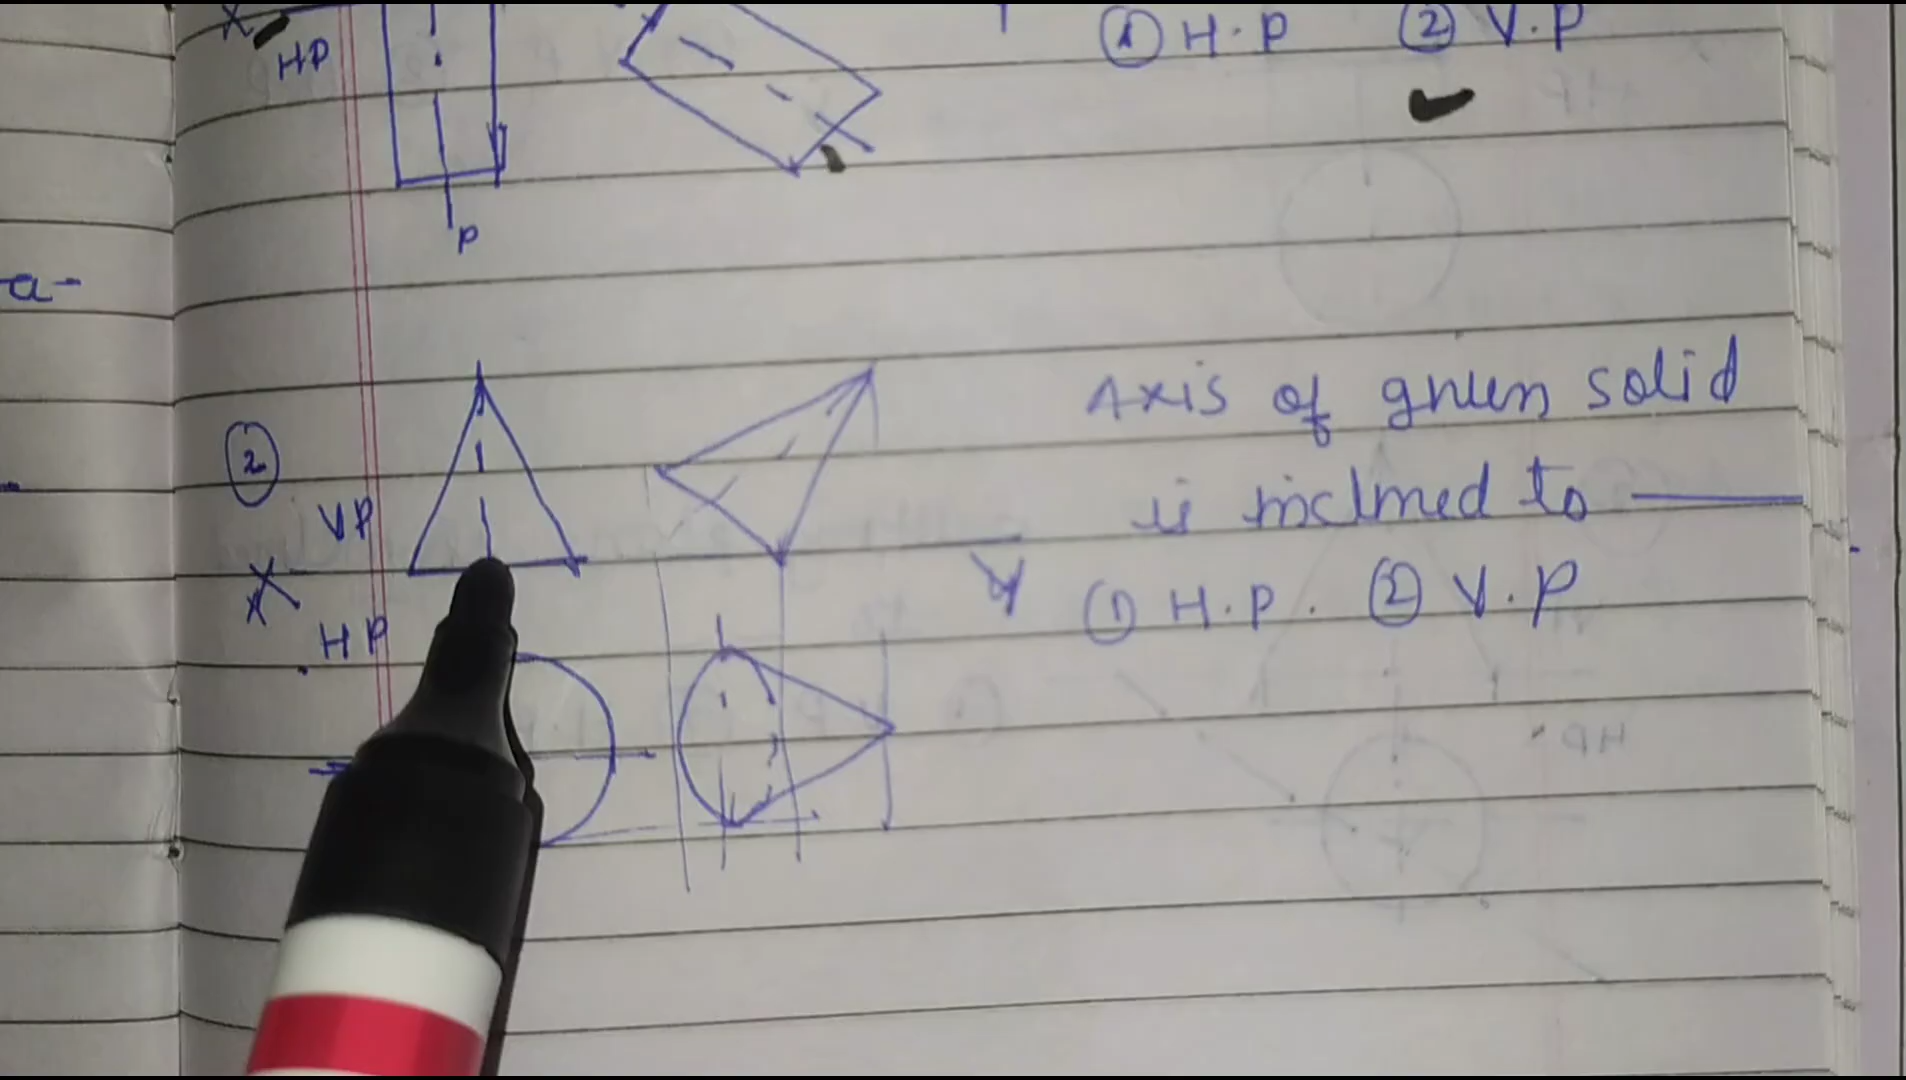 X
HP
① H.P ② V.P
P
a-
② 
Axis of given solid
is inclined to
VP
X
HP
Y
① H.P. ② V.P